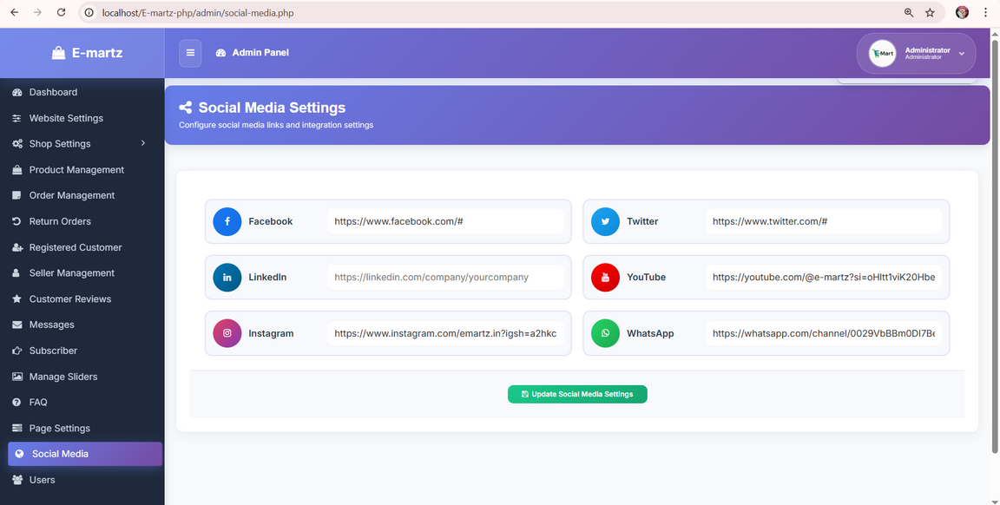 localhost/E-martz-php/admin/social-media.php
E-martz
Admin Panel
E-Mart
Administrator
Administrator
Dashboard
Website Settings
Shop Settings
Product Management
Order Management
Return Orders
Registered Customer
Seller Management
Customer Reviews
Messages
Subscriber
Manage Sliders
FAQ
Page Settings
Social Media
Users
Social Media Settings
Configure social media links and integration settings
Facebook https://www.facebook.com/#
Twitter https://www.twitter.com/#
LinkedIn https://linkedin.com/company/yourcompany
YouTube https://youtube.com/@e-martz?si=oHltt1viK20Hbe
Instagram https://www.instagram.com/emartz.in?igsh=a2hkc
WhatsApp https://whatsapp.com/channel/0029VbBBm0DI7Be
Update Social Media Settings